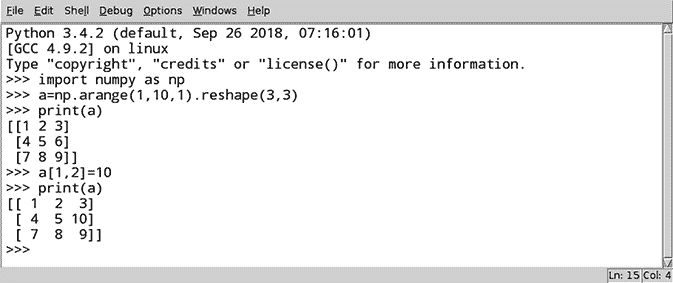 File Edit Shell Debug Options Windows Help
Python 3.4.2 (default, Sep 26 2018, 07:16:01)
[GCC 4.9.2] on linux
Type "copyright", "credits" or "license()" for more information.
>>> import numpy as np
>>> a=np.arange(1,10,1).reshape(3,3)
>>> print(a)
[[1 2 3]
 [4 5 6]
 [7 8 9]]
>>> a[1,2]=10
>>> print(a)
[[ 1  2  3]
 [ 4  5 10]
 [ 7  8  9]]
>>>
Ln: 15 Col: 4